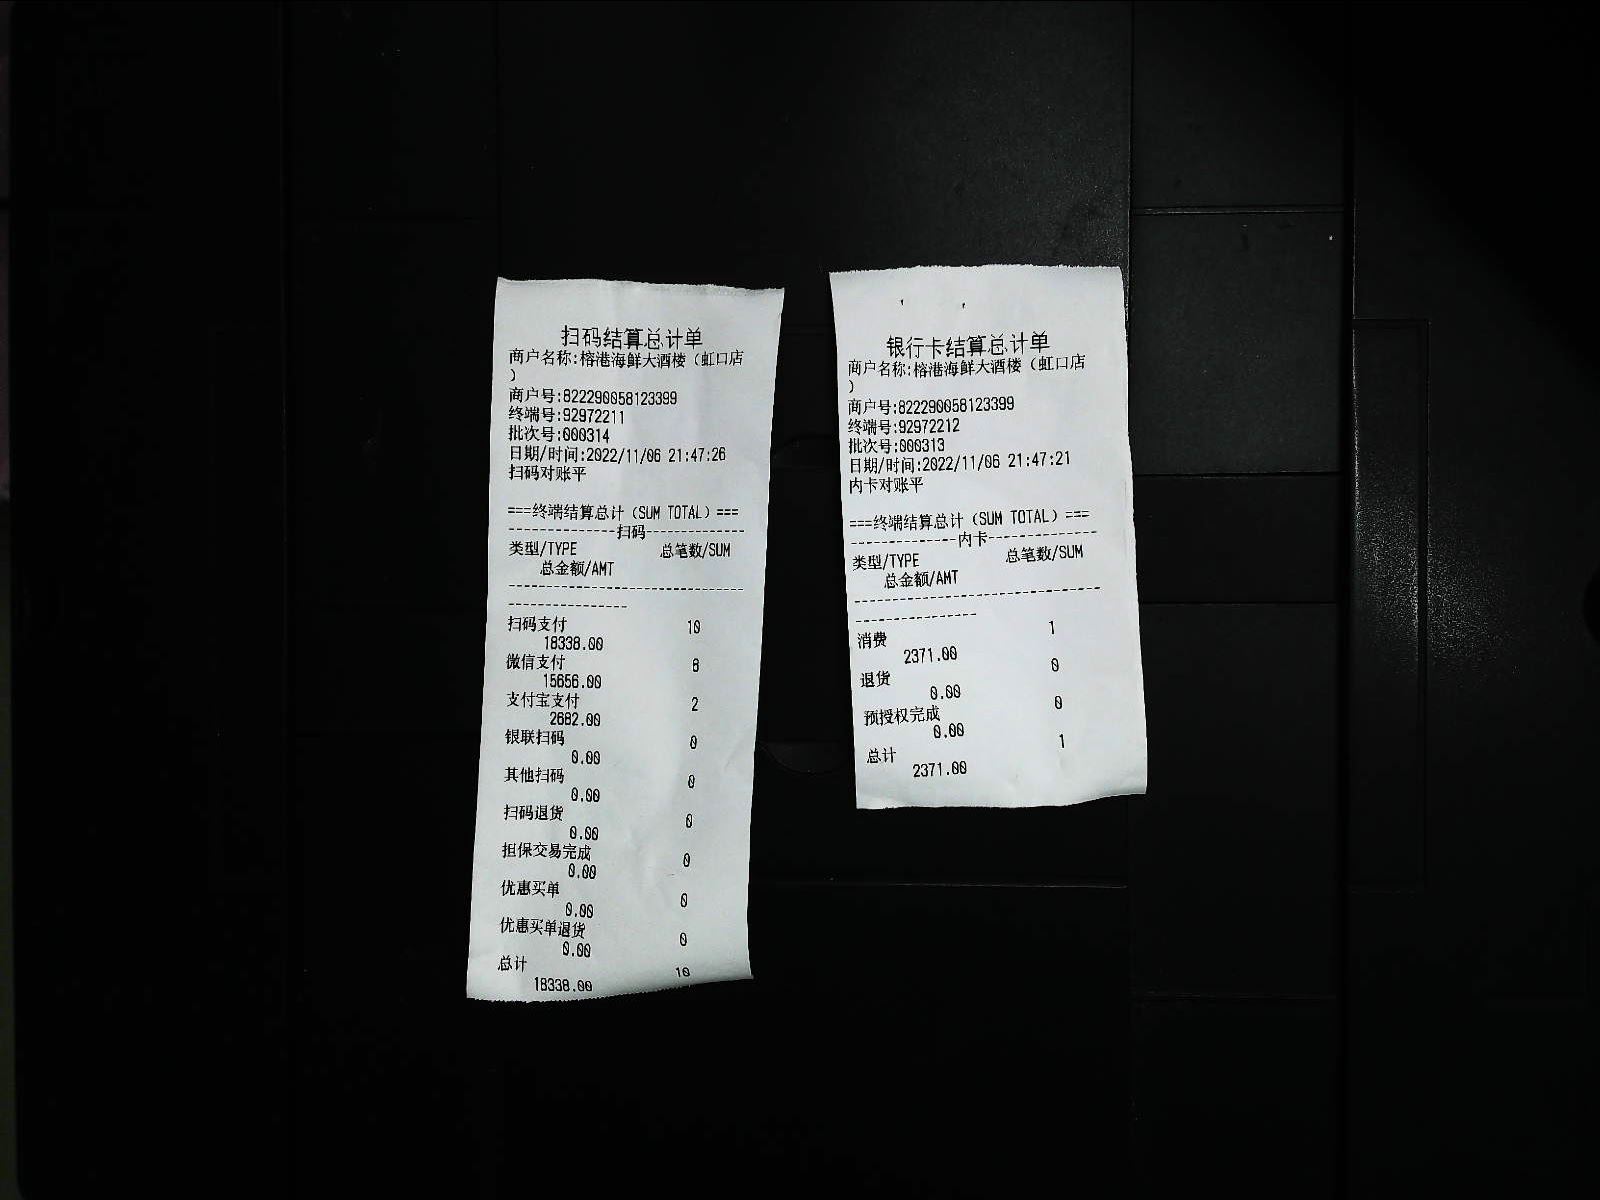 扫码结算总计单
商户名称:榕港海鲜大酒楼（虹口店
）
商户号:822290058123399
终端号:92972211
批次号:000314
日期/时间:2022/11/06 21:47:26
扫码对账平
===终端结算总计（SUM TOTAL）===
--------------扫码-------------
类型/TYPE 总笔数/SUM
总金额/AMT
--------------------------------
----------------
扫码支付 10
18338.00
微信支付 8
15656.00
支付宝支付 2
2682.00
银联扫码 0
0.00
其他扫码 0
0.00
扫码退货 0
0.00
担保交易完成 0
0.00
优惠买单 0
0.00
优惠买单退货 0
0.00
总计 10
18338.00
银行卡结算总计单
商户名称:榕港海鲜大酒楼（虹口店
）
商户号:822290058123399
终端号:92972212
批次号:000313
日期/时间:2022/11/06 21:47:21
内卡对账平
===终端结算总计（SUM TOTAL）===
--------------内卡--------------
类型/TYPE 总笔数/SUM
总金额/AMT
--------------------------------
----------------
消费 1
2371.00
退货 0
0.00
预授权完成 0
0.00
总计 1
2371.00